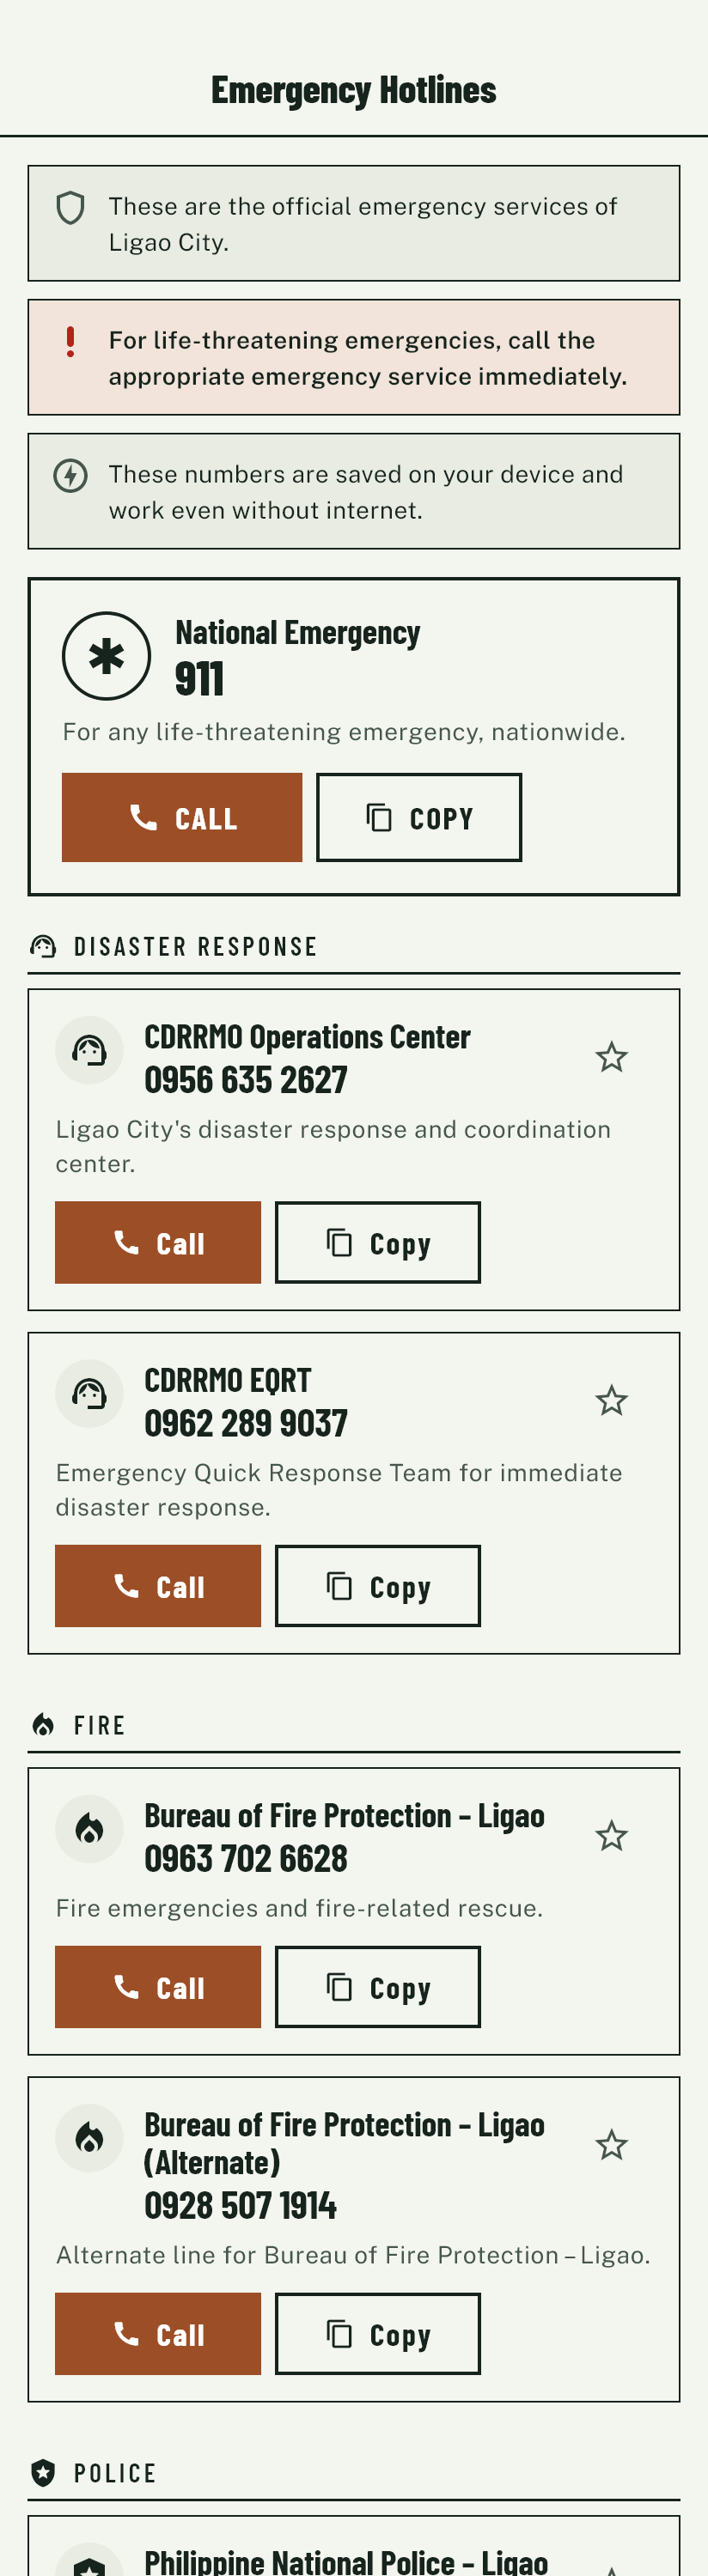 Emergency Hotlines
These are the official emergency services of
Ligao City.
For life-threatening emergencies, call the
appropriate emergency service immediately.
These numbers are saved on your device and
work even without internet.
National Emergency
911
For any life-threatening emergency, nationwide.
CALL
COPY
DISASTER RESPONSE
CDRRMO Operations Center
0956 635 2627
Ligao City's disaster response and coordination
center.
Call
Copy
CDRRMO EQRT
0962 289 9037
Emergency Quick Response Team for immediate
disaster response.
Call
Copy
FIRE
Bureau of Fire Protection – Ligao
0963 702 6628
Fire emergencies and fire-related rescue.
Call
Copy
Bureau of Fire Protection – Ligao
(Alternate)
0928 507 1914
Alternate line for Bureau of Fire Protection – Ligao.
Call
Copy
POLICE
Philippine National Police – Ligao